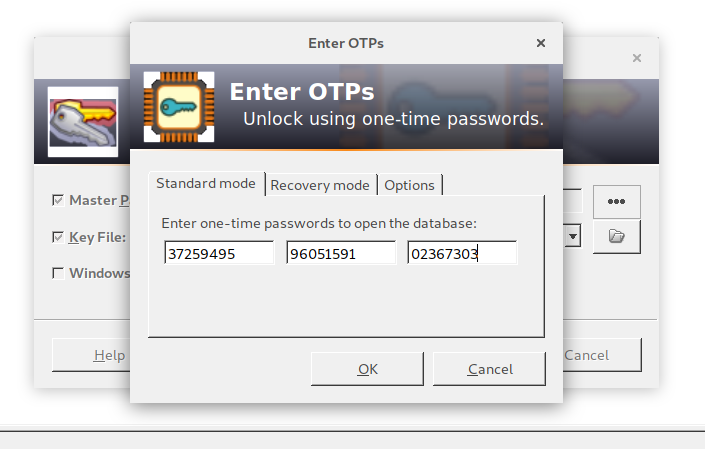 Enter OTPs
Enter OTPs
Unlock using one-time passwords.
Standard mode Recovery mode Options
Enter one-time passwords to open the database:
37259495 96051591 02367303
OK Cancel
Master P
Key File:
Windows
Help Cancel